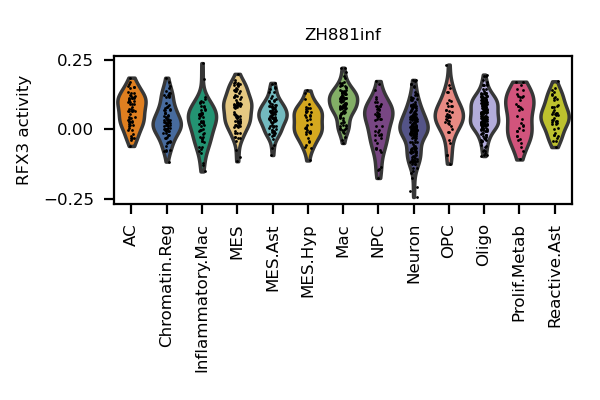 ZH881inf
RFX3 activity
0.25
0.00
−0.25
AC
Chromatin.Reg
Inflammatory.Mac
MES
MES.Ast
MES.Hyp
Mac
NPC
Neuron
OPC
Oligo
Prolif.Metab
Reactive.Ast